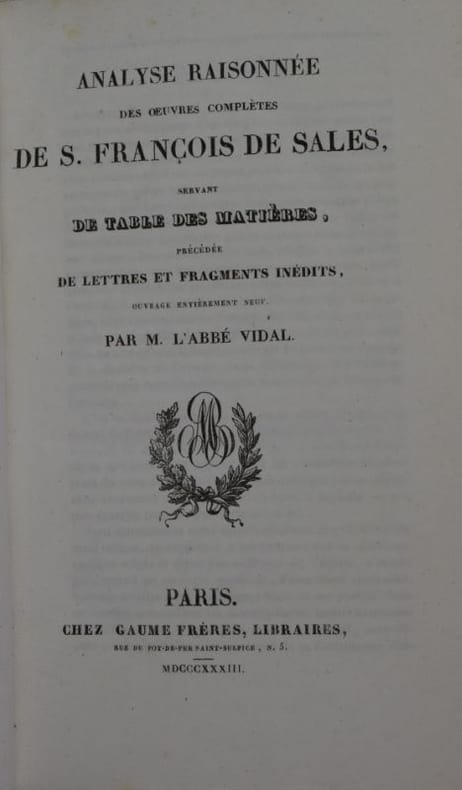 ANALYSE RAISONNÉE
DES ŒUVRES COMPLÈTES
DE S. FRANÇOIS DE SALES,
SERVANT
DE TABLE DES MATIÈRES,
PRÉCÉDÉE
DE LETTRES ET FRAGMENTS INÉDITS,
OUVRAGE ENTIÈREMENT NEUF.
PAR M. L'ABBÉ VIDAL.
PARIS.
CHEZ GAUME FRÈRES, LIBRAIRES,
RUE DU POT-DE-FER SAINT-SULPICE, N. 5.
MDCCCXXXIII.